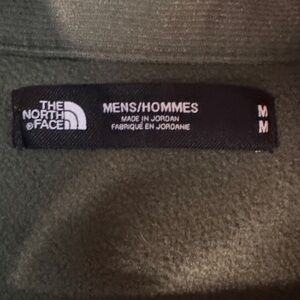 THE
NORTH
®FACE
MENS/HOMMES
MADE IN JORDAN
FABRIQUÉ EN JORDANIE
M
M